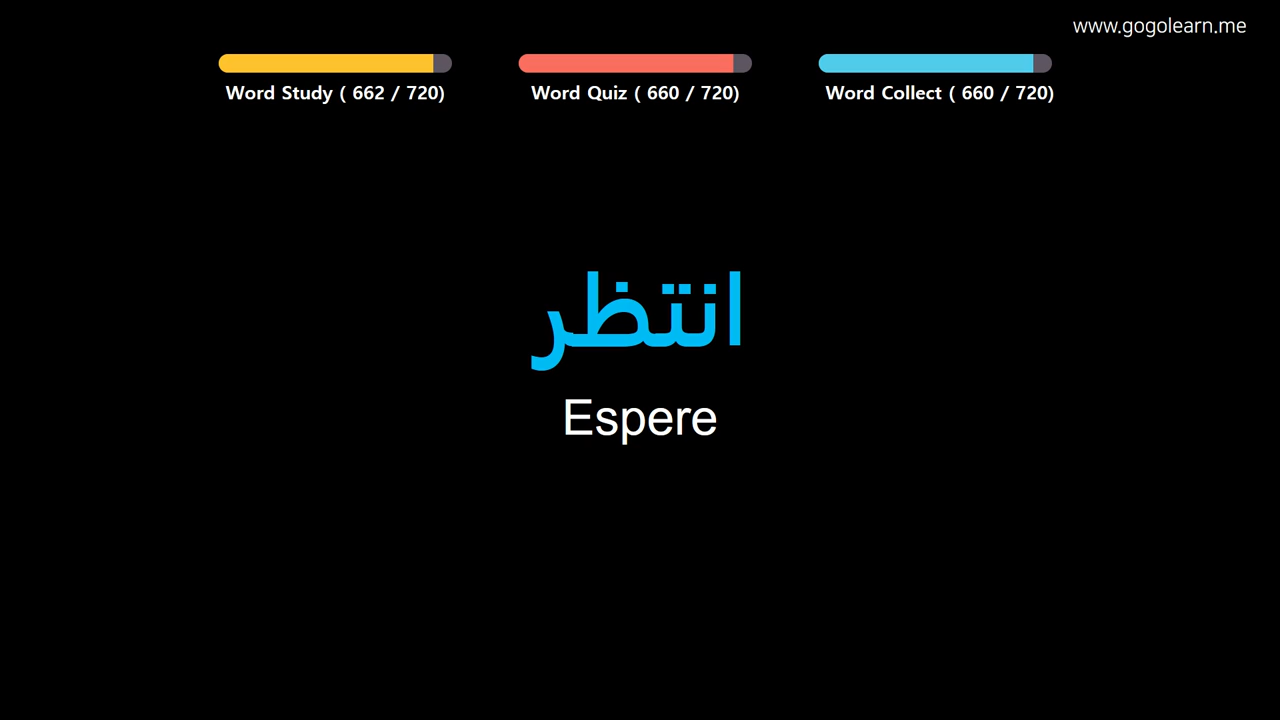 www.gogolearn.me
Word Study ( 662 / 720)
Word Quiz ( 660 / 720)
Word Collect ( 660 / 720)
انتظر
Espere